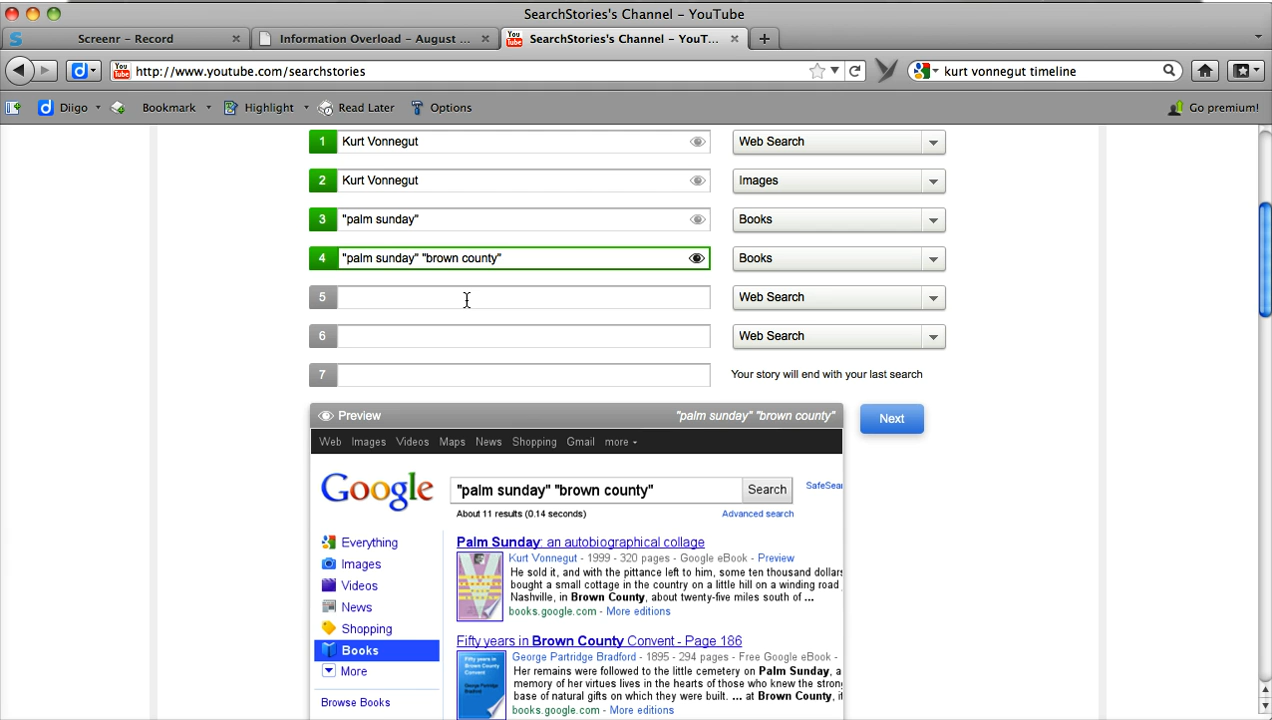 SearchStories's Channel – YouTube
Screenr – Record
Information Overload – August ...
SearchStories's Channel – YouT...
http://www.youtube.com/searchstories
kurt vonnegut timeline
Diigo
Bookmark
Highlight
Read Later
Options
Go premium!
1 Kurt Vonnegut Web Search
2 Kurt Vonnegut Images
3 "palm sunday" Books
4 "palm sunday" "brown county" Books
5 Web Search
6 Web Search
7 Your story will end with your last search
Preview "palm sunday" "brown county"
Next
Web Images Videos Maps News Shopping Gmail more
Google
"palm sunday" "brown county" Search SafeSear
About 11 results (0.14 seconds) Advanced search
Everything
Images
Videos
News
Shopping
Books
More
Browse Books
Palm Sunday: an autobiographical collage
Kurt Vonnegut - 1999 - 320 pages - Google eBook - Preview
He sold it, and with the pittance left to him, some ten thousand dollars
bought a small cottage in the country on a little hill on a winding road
Nashville, in Brown County, about twenty-five miles south of ...
books.google.com - More editions
Fifty years in Brown County Convent - Page 186
George Partridge Bradford - 1895 - 294 pages - Free Google eBook -
Her remains were followed to the little cemetery on Palm Sunday, a
memory of her virtues lives in the hearts of those who knew the stron
base of natural gifts on which they were built. ... at Brown County, i
books.google.com - More editions